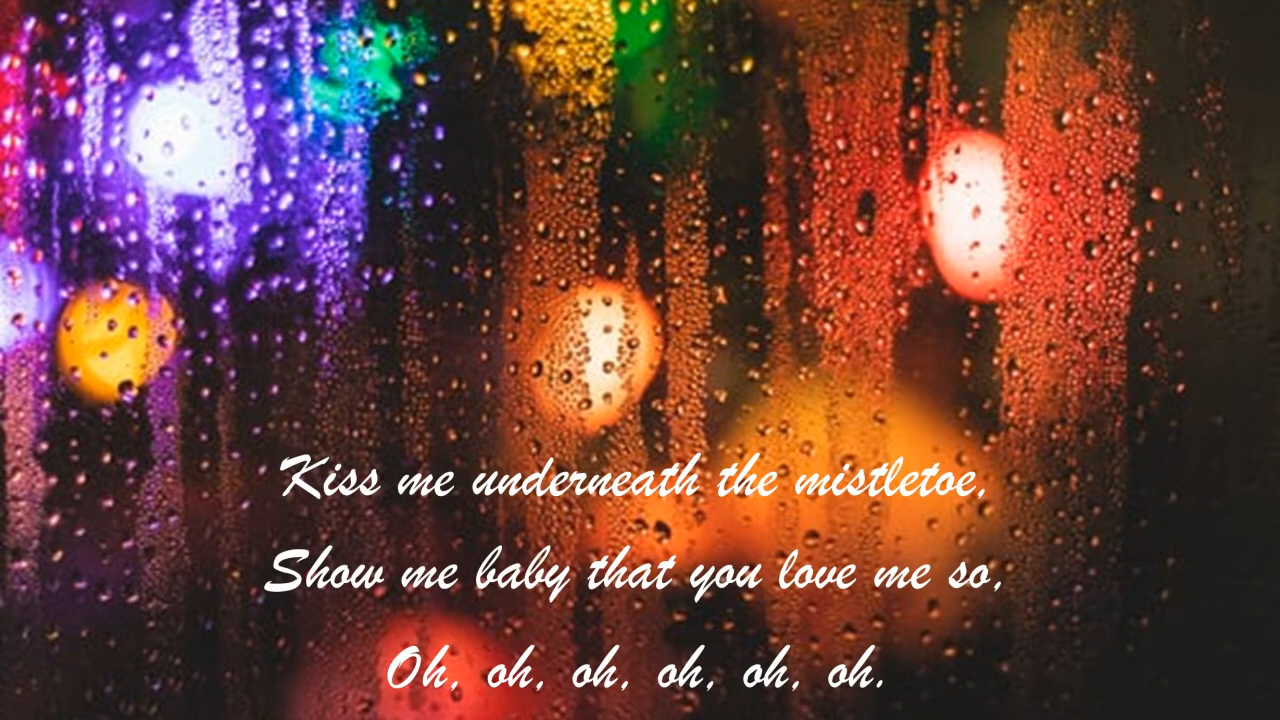 Kiss me underneath the mistletoe,
Show me baby that you love me so,
Oh, oh, oh, oh, oh, oh.